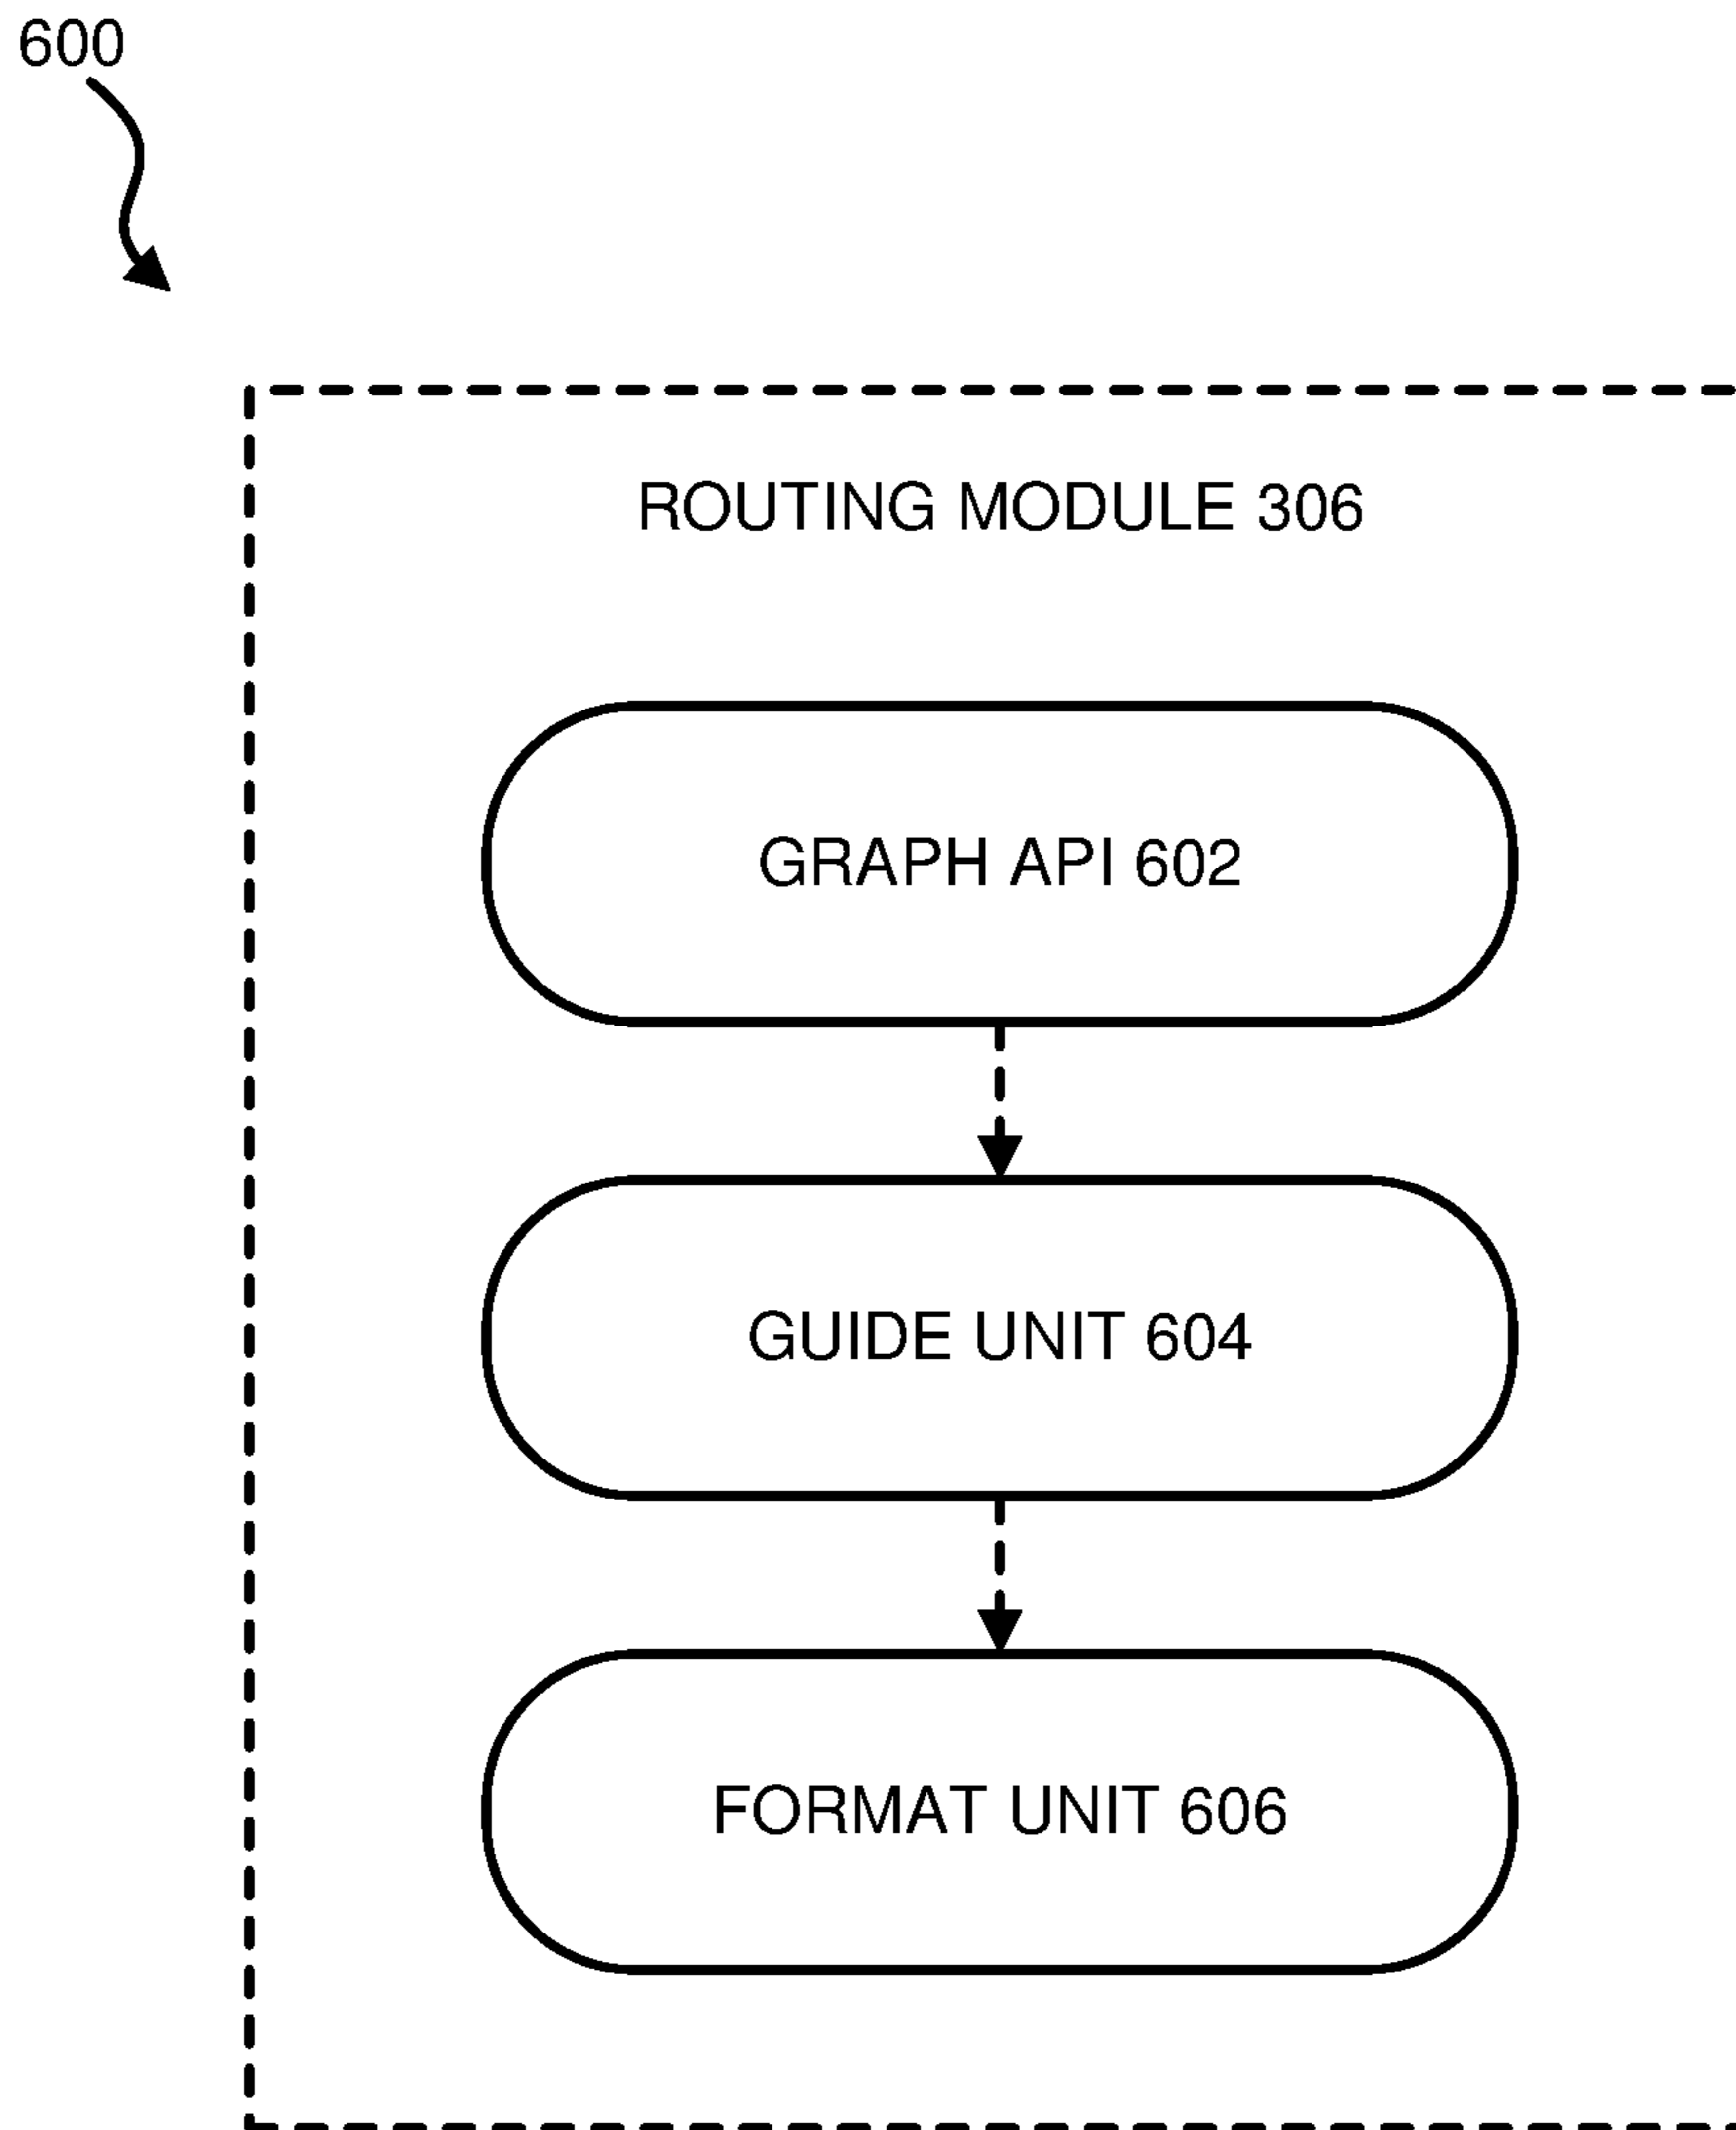 600
ROUTING MODULE 306
GRAPH API 602
GUIDE UNIT 604
FORMAT UNIT 606